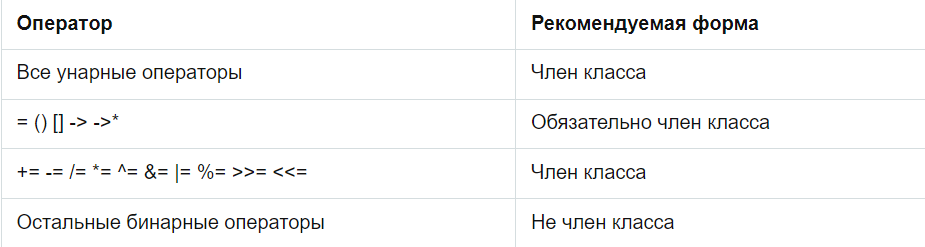 Оператор Рекомендуемая форма
Все унарные операторы Член класса
= () [] -> ->* Обязательно член класса
+= -= /= *= ^= &= |= %= >>= <<= Член класса
Остальные бинарные операторы Не член класса